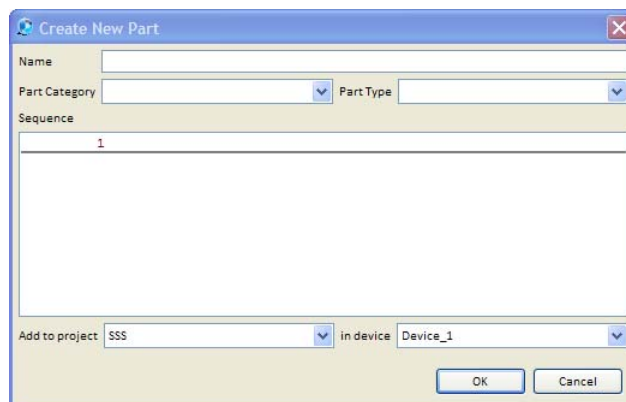 Create New Part
Name
Part Category Part Type
Sequence
1
Add to project SSS in device Device_1
OK Cancel